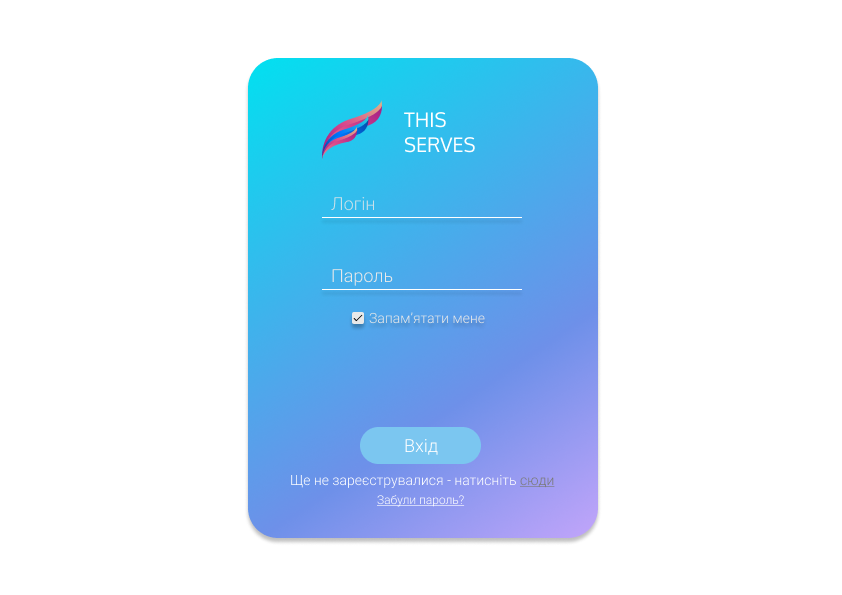 THIS
SERVES
Логін
Пароль
Запам'ятати мене
Вхід
Ще не зареєструвалися - натисніть сюди
Забули пароль?